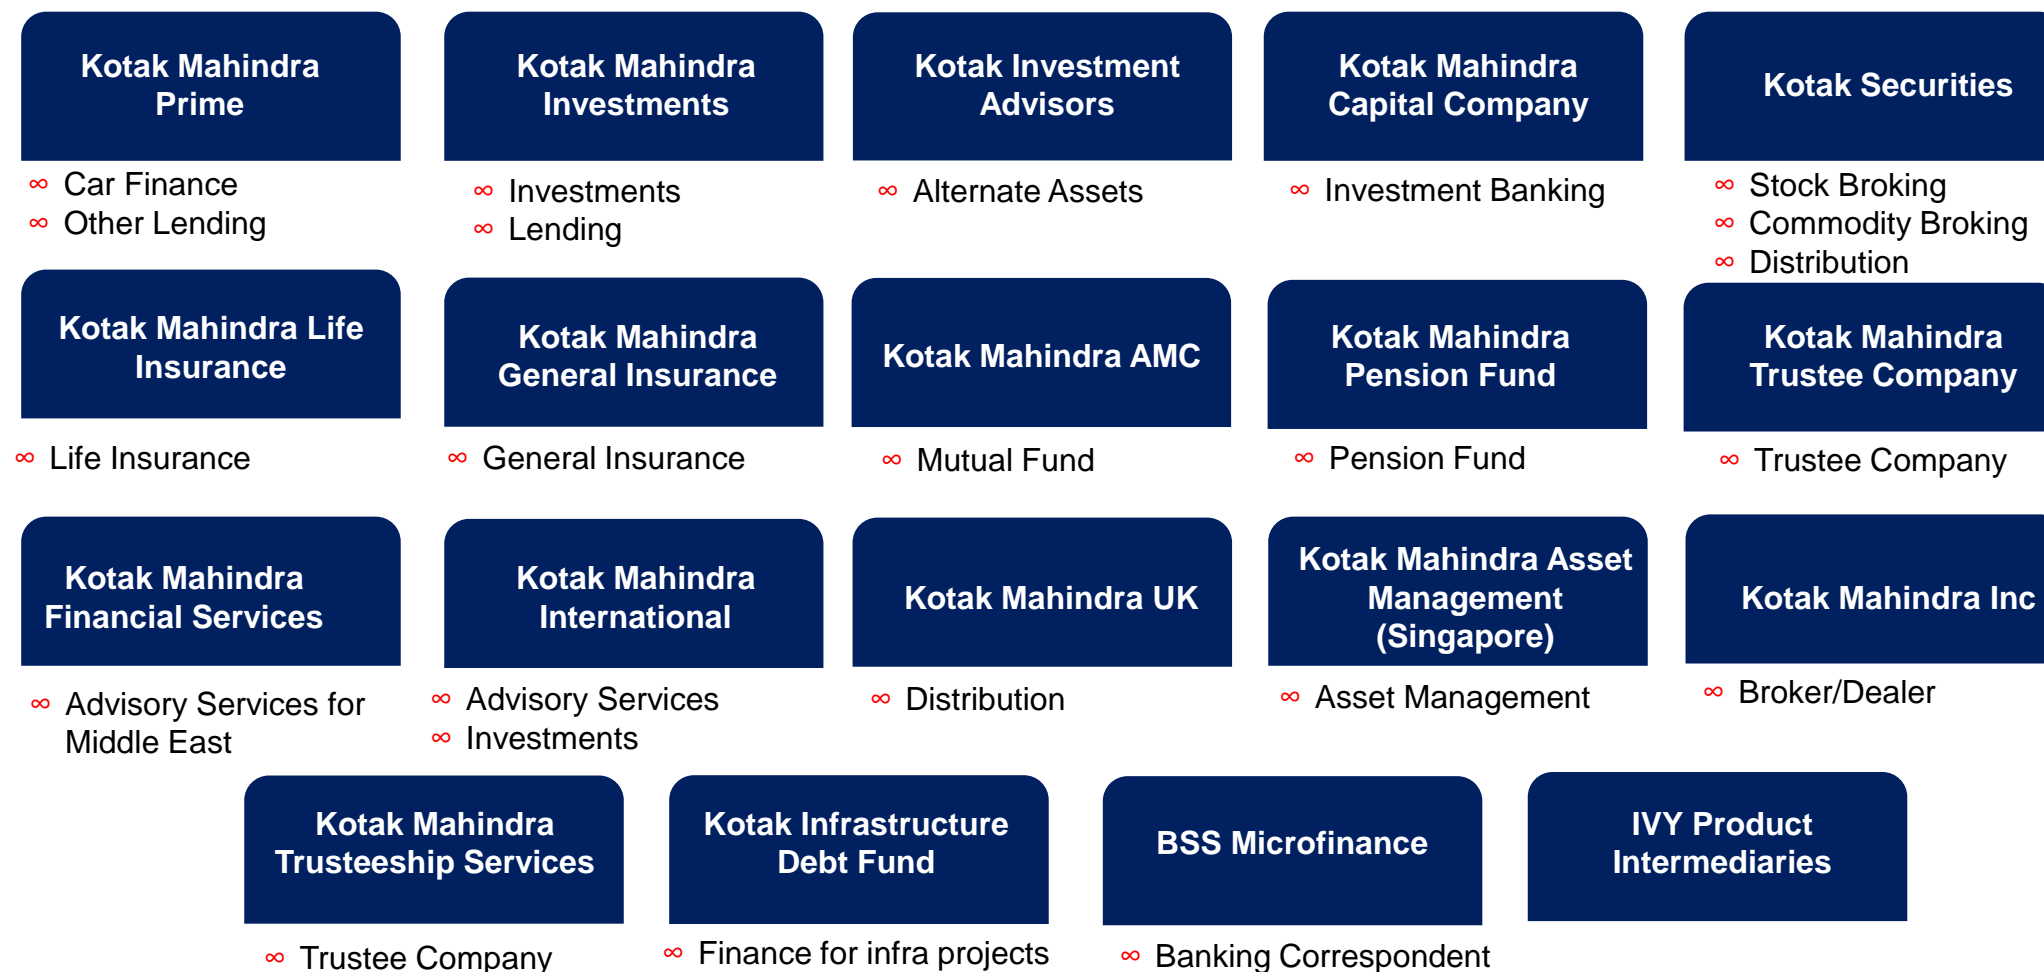 Kotak Mahindra
Prime
∞ Car Finance
∞ Other Lending
Kotak Mahindra
Investments
∞ Investments
∞ Lending
Kotak Investment
Advisors
∞ Alternate Assets
Kotak Mahindra
Capital Company
∞ Investment Banking
Kotak Securities
∞ Stock Broking
∞ Commodity Broking
∞ Distribution
Kotak Mahindra Life
Insurance
∞ Life Insurance
Kotak Mahindra
General Insurance
∞ General Insurance
Kotak Mahindra AMC
∞ Mutual Fund
Kotak Mahindra
Pension Fund
∞ Pension Fund
Kotak Mahindra
Trustee Company
∞ Trustee Company
Kotak Mahindra
Financial Services
∞ Advisory Services for
Middle East
Kotak Mahindra
International
∞ Advisory Services
∞ Investments
Kotak Mahindra UK
∞ Distribution
Kotak Mahindra Asset
Management
(Singapore)
∞ Asset Management
Kotak Mahindra Inc
∞ Broker/Dealer
Kotak Mahindra
Trusteeship Services
∞ Trustee Company
Kotak Infrastructure
Debt Fund
∞ Finance for infra projects
BSS Microfinance
∞ Banking Correspondent
IVY Product
Intermediaries